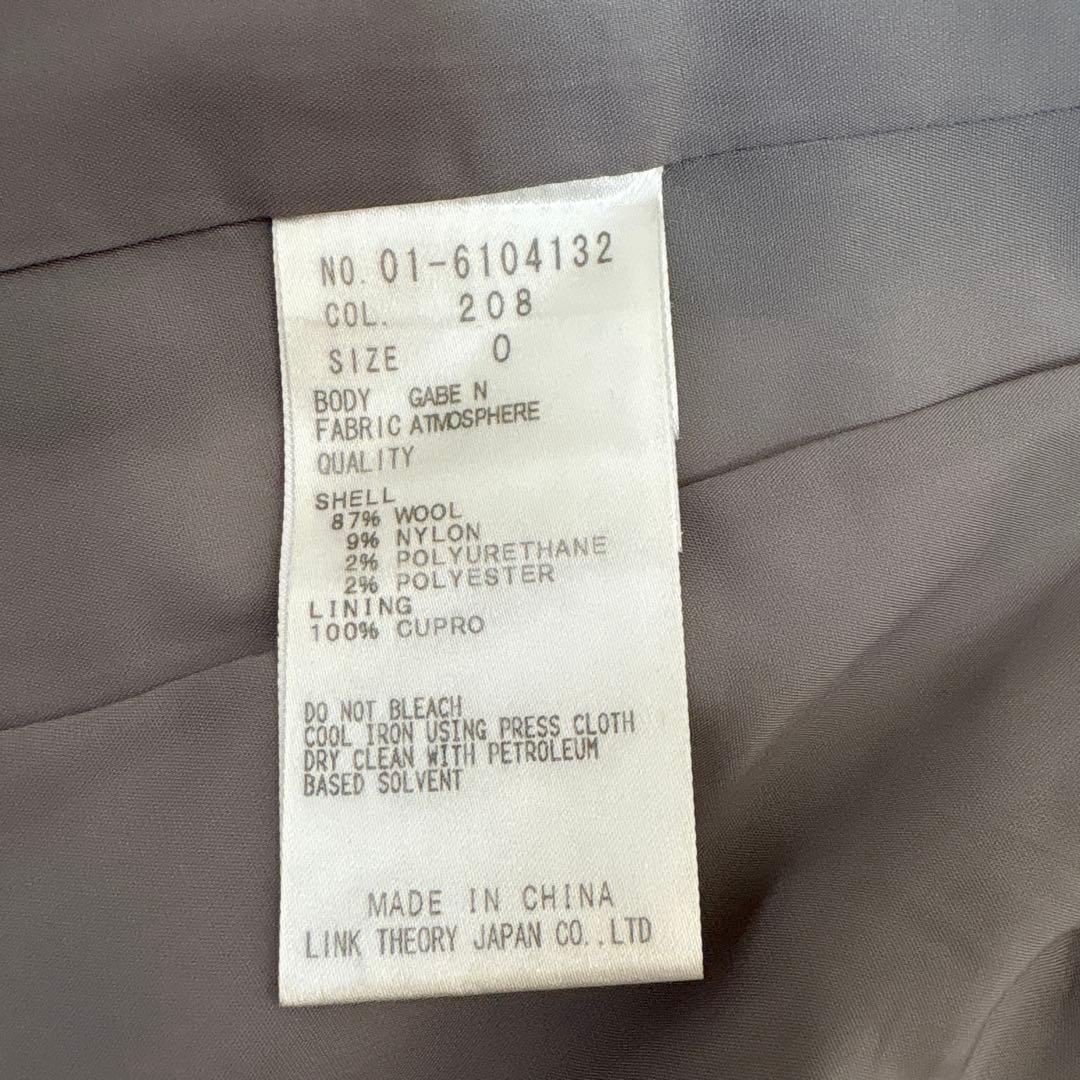 NO. 01-6104132
COL. 208
SIZE 0
BODY GABE N
FABRIC ATMOSPHERE
QUALITY
SHELL
87% WOOL
9% NYLON
2% POLYURETHANE
2% POLYESTER
LINING
100% CUPRO
DO NOT BLEACH
COOL IRON USING PRESS CLOTH
DRY CLEAN WITH PETROLEUM
BASED SOLVENT
MADE IN CHINA
LINK THEORY JAPAN CO.,LTD